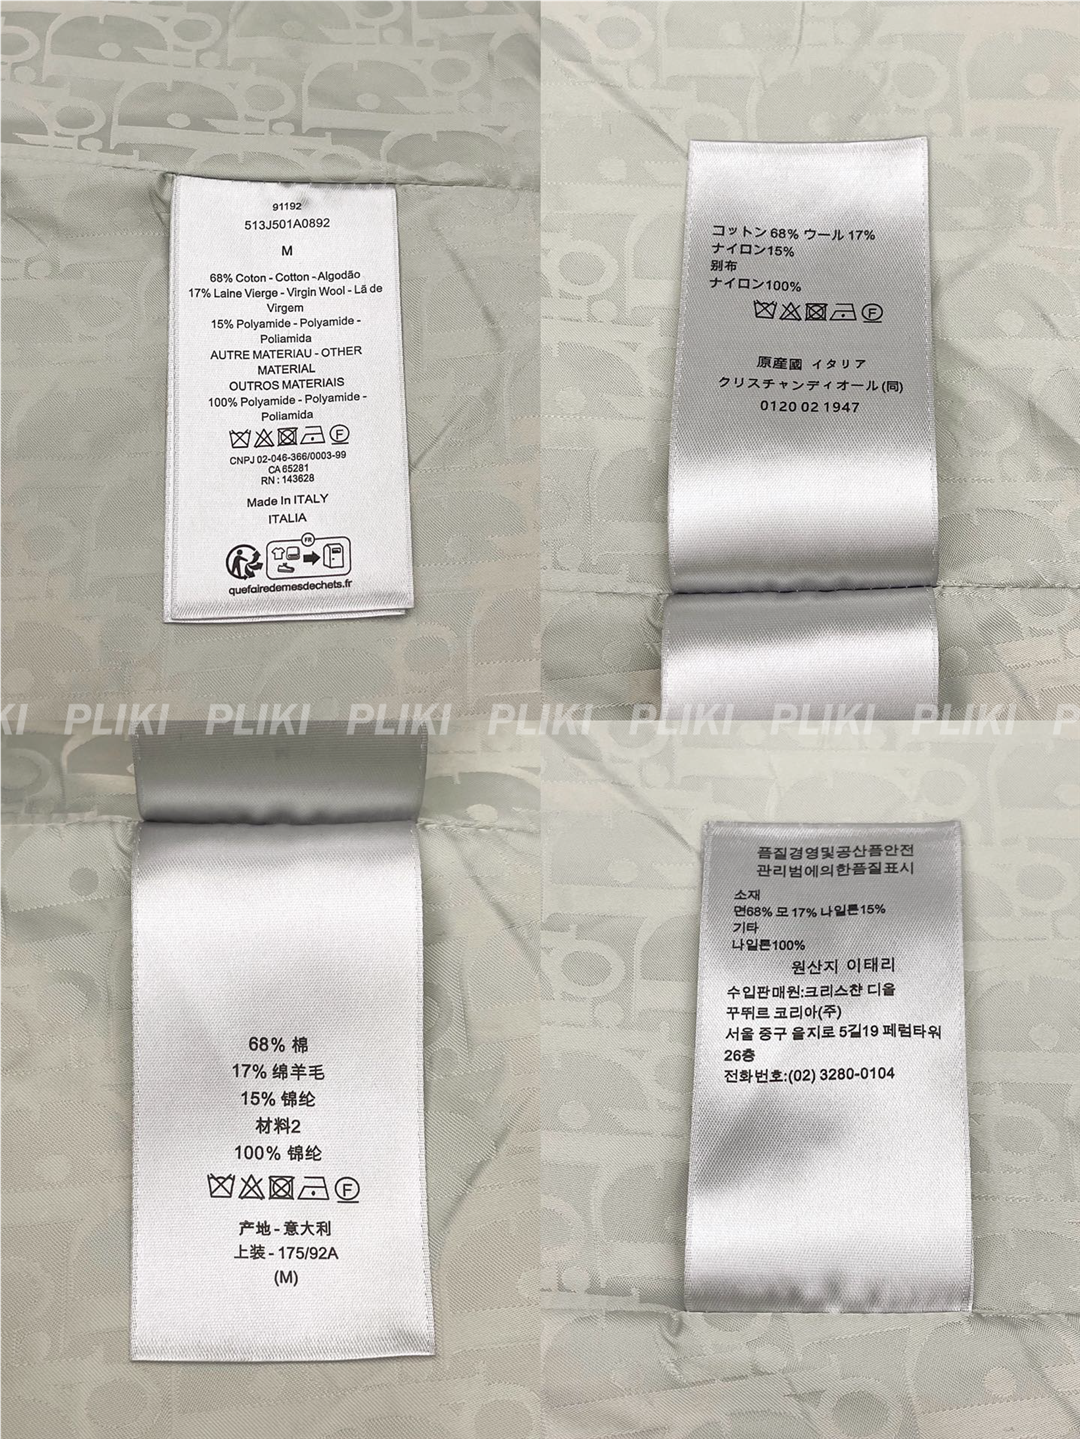 91192
513J501A0892
M
68% Coton - Cotton - Algodão
17% Laine Vierge - Virgin Wool - Lã de
Virgem
15% Polyamide - Polyamide -
Poliamida
AUTRE MATERIAU - OTHER
MATERIAL
OUTROS MATERIAIS
100% Polyamide - Polyamide -
Poliamida
F
CNPJ 02-046-366/0003-99
CA 65281
RN : 143628
Made In ITALY
ITALIA
FR
quefairedemesdechets.fr
コットン 68% ウール 17%
ナイロン15%
別布
ナイロン100%
F
原産國 イタリア
クリスチャンディオール(同)
0120 02 1947
KI PLIKI PLIKI PLIKI PLIKI PLIKI PLIKI PLIKI P
68% 棉
17% 绵羊毛
15% 锦纶
材料2
100% 锦纶
F
产地 - 意大利
上装 - 175/92A
(M)
품질경영및공산품안전
관리범에의한품질표시
소재
면68% 모 17% 나일론15%
기타
나일론100%
원산지 이태리
수입판매원:크리스챤 디올
꾸뛰르 코리아(주)
서울 중구 을지로 5길19 페럼타워
26층
전화번호:(02) 3280-0104